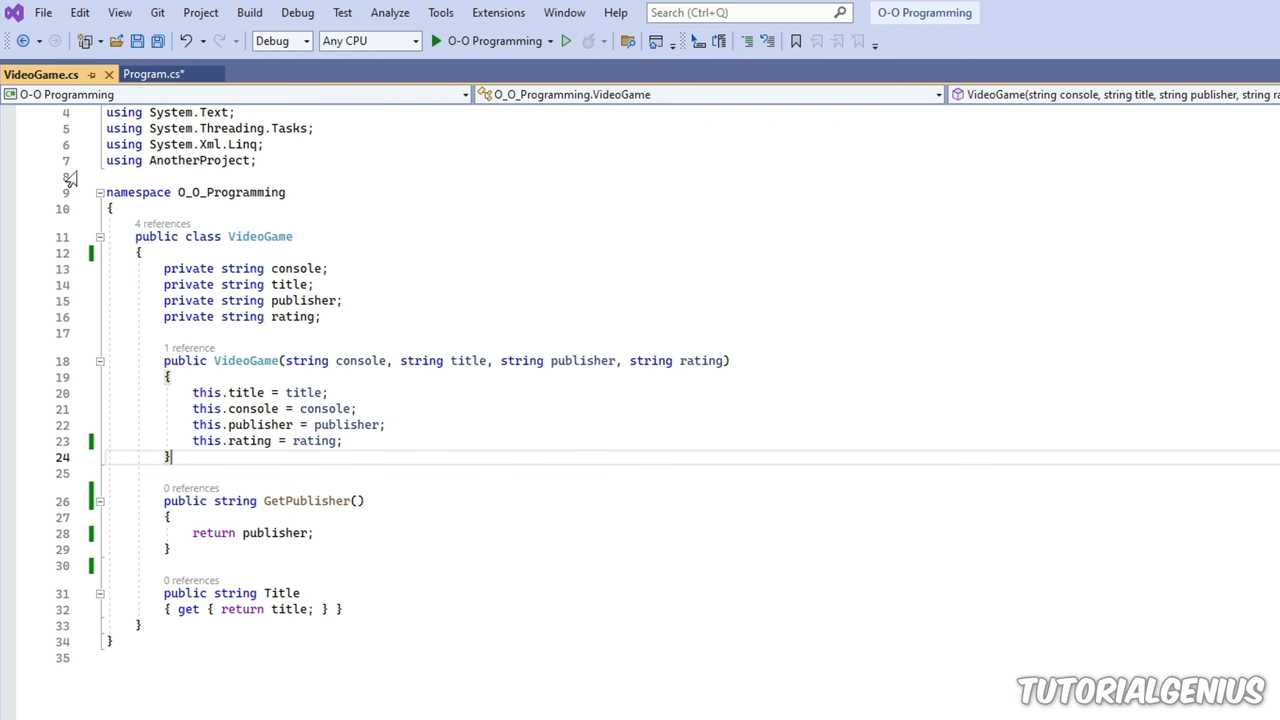 File Edit View Git Project Build Debug Test Analyze Tools Extensions Window Help Search (Ctrl+Q) O-O Programming
Debug Any CPU O-O Programming
VideoGame.cs Program.cs*
O-O Programming O_O_Programming.VideoGame VideoGame(string console, string title, string publisher, string ra
4 using System.Text;
5 using System.Threading.Tasks;
6 using System.Xml.Linq;
7 using AnotherProject;
8
9 namespace O_O_Programming
10 {
4 references
11 public class VideoGame
12 {
13 private string console;
14 private string title;
15 private string publisher;
16 private string rating;
17
1 reference
18 public VideoGame(string console, string title, string publisher, string rating)
19 {
20 this.title = title;
21 this.console = console;
22 this.publisher = publisher;
23 this.rating = rating;
24 }
25
0 references
26 public string GetPublisher()
27 {
28 return publisher;
29 }
30
0 references
31 public string Title
32 { get { return title; } }
33 }
34 }
35
TUTORIALGENIUS